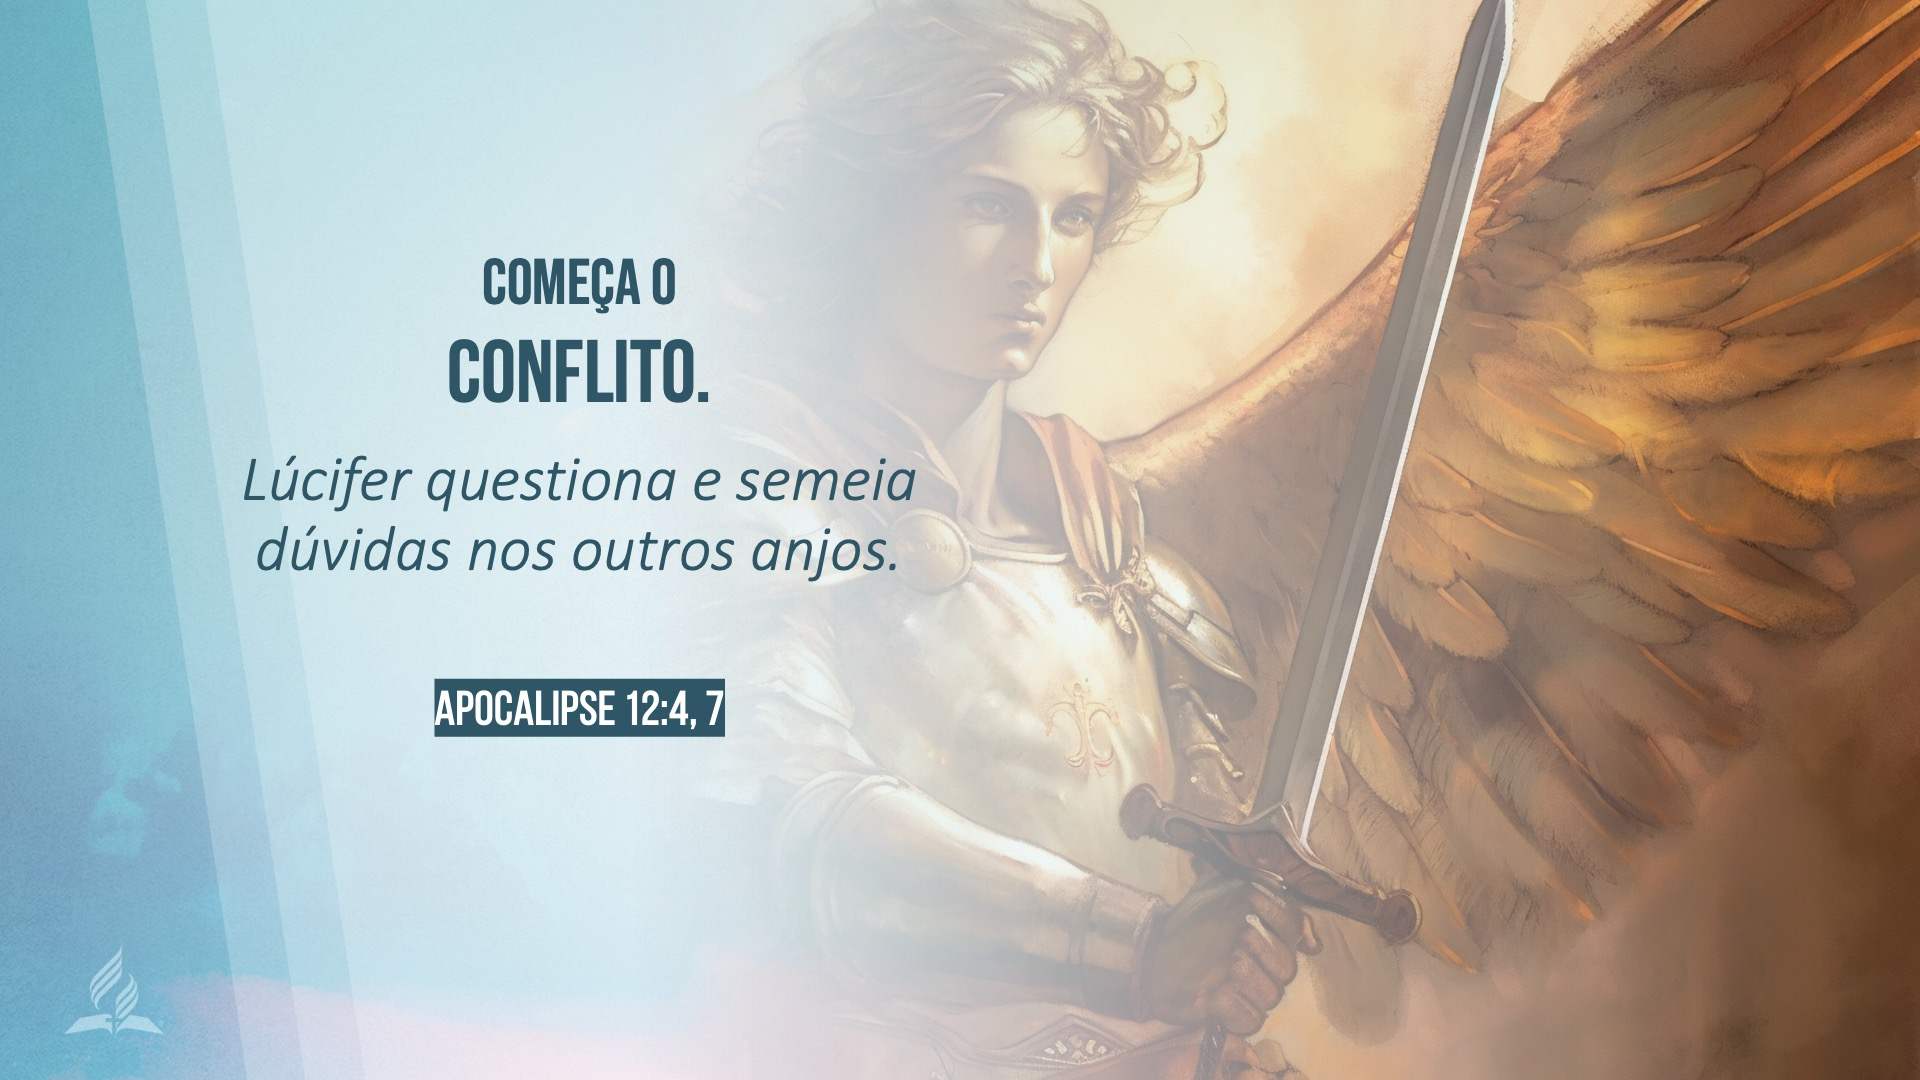 COMEÇA O
CONFLITO.
Lúcifer questiona e semeia
dúvidas nos outros anjos.
APOCALIPSE 12:4, 7